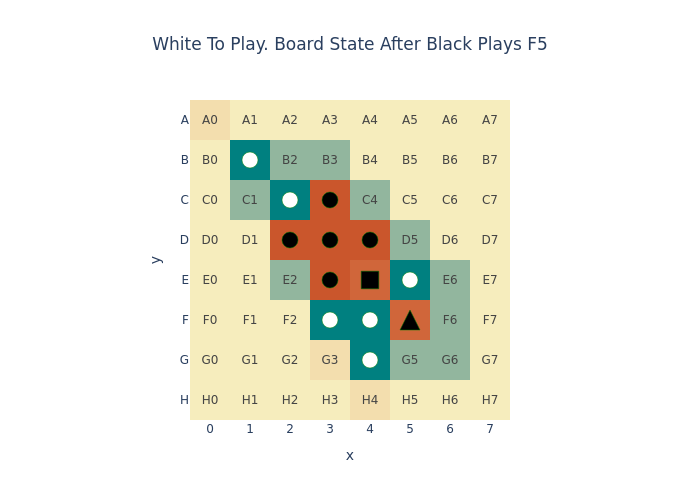 White To Play. Board State After Black Plays F5
A A0 A1 A2 A3 A4 A5 A6 A7
B B0 B2 B3 B4 B5 B6 B7
C C0 C1 C4 C5 C6 C7
D D0 D1 D5 D6 D7
E E0 E1 E2 E6 E7
F F0 F1 F2 F6 F7
G G0 G1 G2 G3 G5 G6 G7
H H0 H1 H2 H3 H4 H5 H6 H7
0 1 2 3 4 5 6 7
x
y